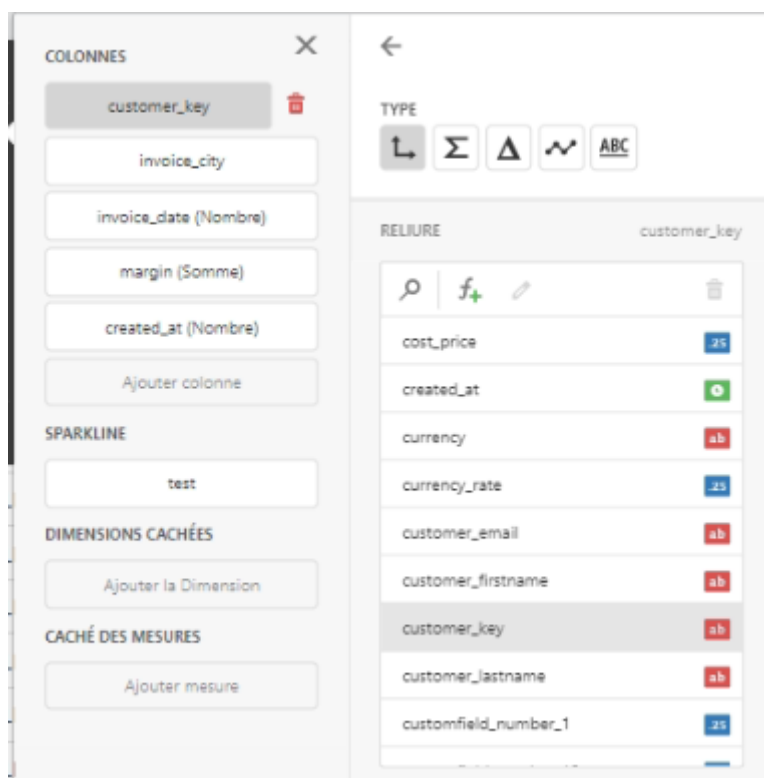 COLONNES
customer_key
invoice_city
invoice_date (Nombre)
margin (Somme)
created_at (Nombre)
Ajouter colonne
SPARKLINE
test
DIMENSIONS CACHÉES
Ajouter la Dimension
CACHÉ DES MESURES
Ajouter mesure
TYPE
Σ Δ ABC
RELIURE customer_key
cost_price .25
created_at
currency ab
currency_rate .25
customer_email ab
customer_firstname ab
customer_key ab
customer_lastname ab
customfield_number_1 .25